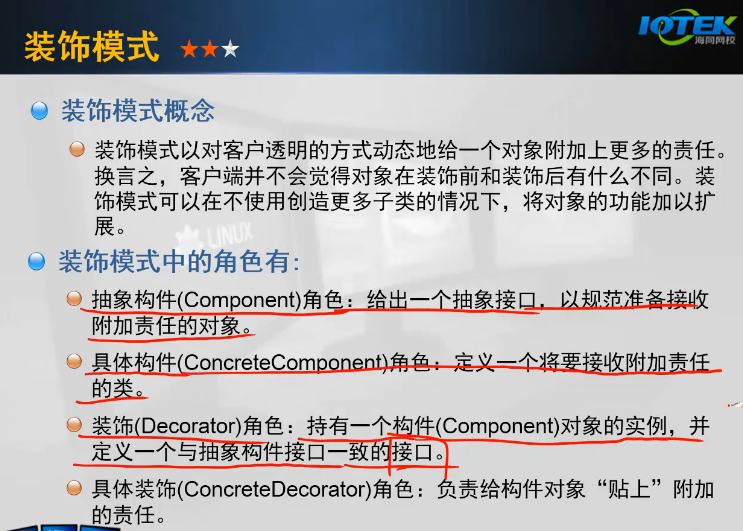 装饰模式
IOTEK
海同网校
装饰模式概念
装饰模式以对客户透明的方式动态地给一个对象附加上更多的责任。
换言之，客户端并不会觉得对象在装饰前和装饰后有什么不同。装
饰模式可以在不使用创造更多子类的情况下，将对象的功能加以扩
展。
LINUX
装饰模式中的角色有:
抽象构件(Component)角色：给出一个抽象接口，以规范准备接收
附加责任的对象。
具体构件(ConcreteComponent)角色：定义一个将要接收附加责任
的类。
装饰(Decorator)角色：持有一个构件(Component)对象的实例，并
定义一个与抽象构件接口一致的接口。
具体装饰(ConcreteDecorator)角色：负责给构件对象“贴上”附加
的责任。